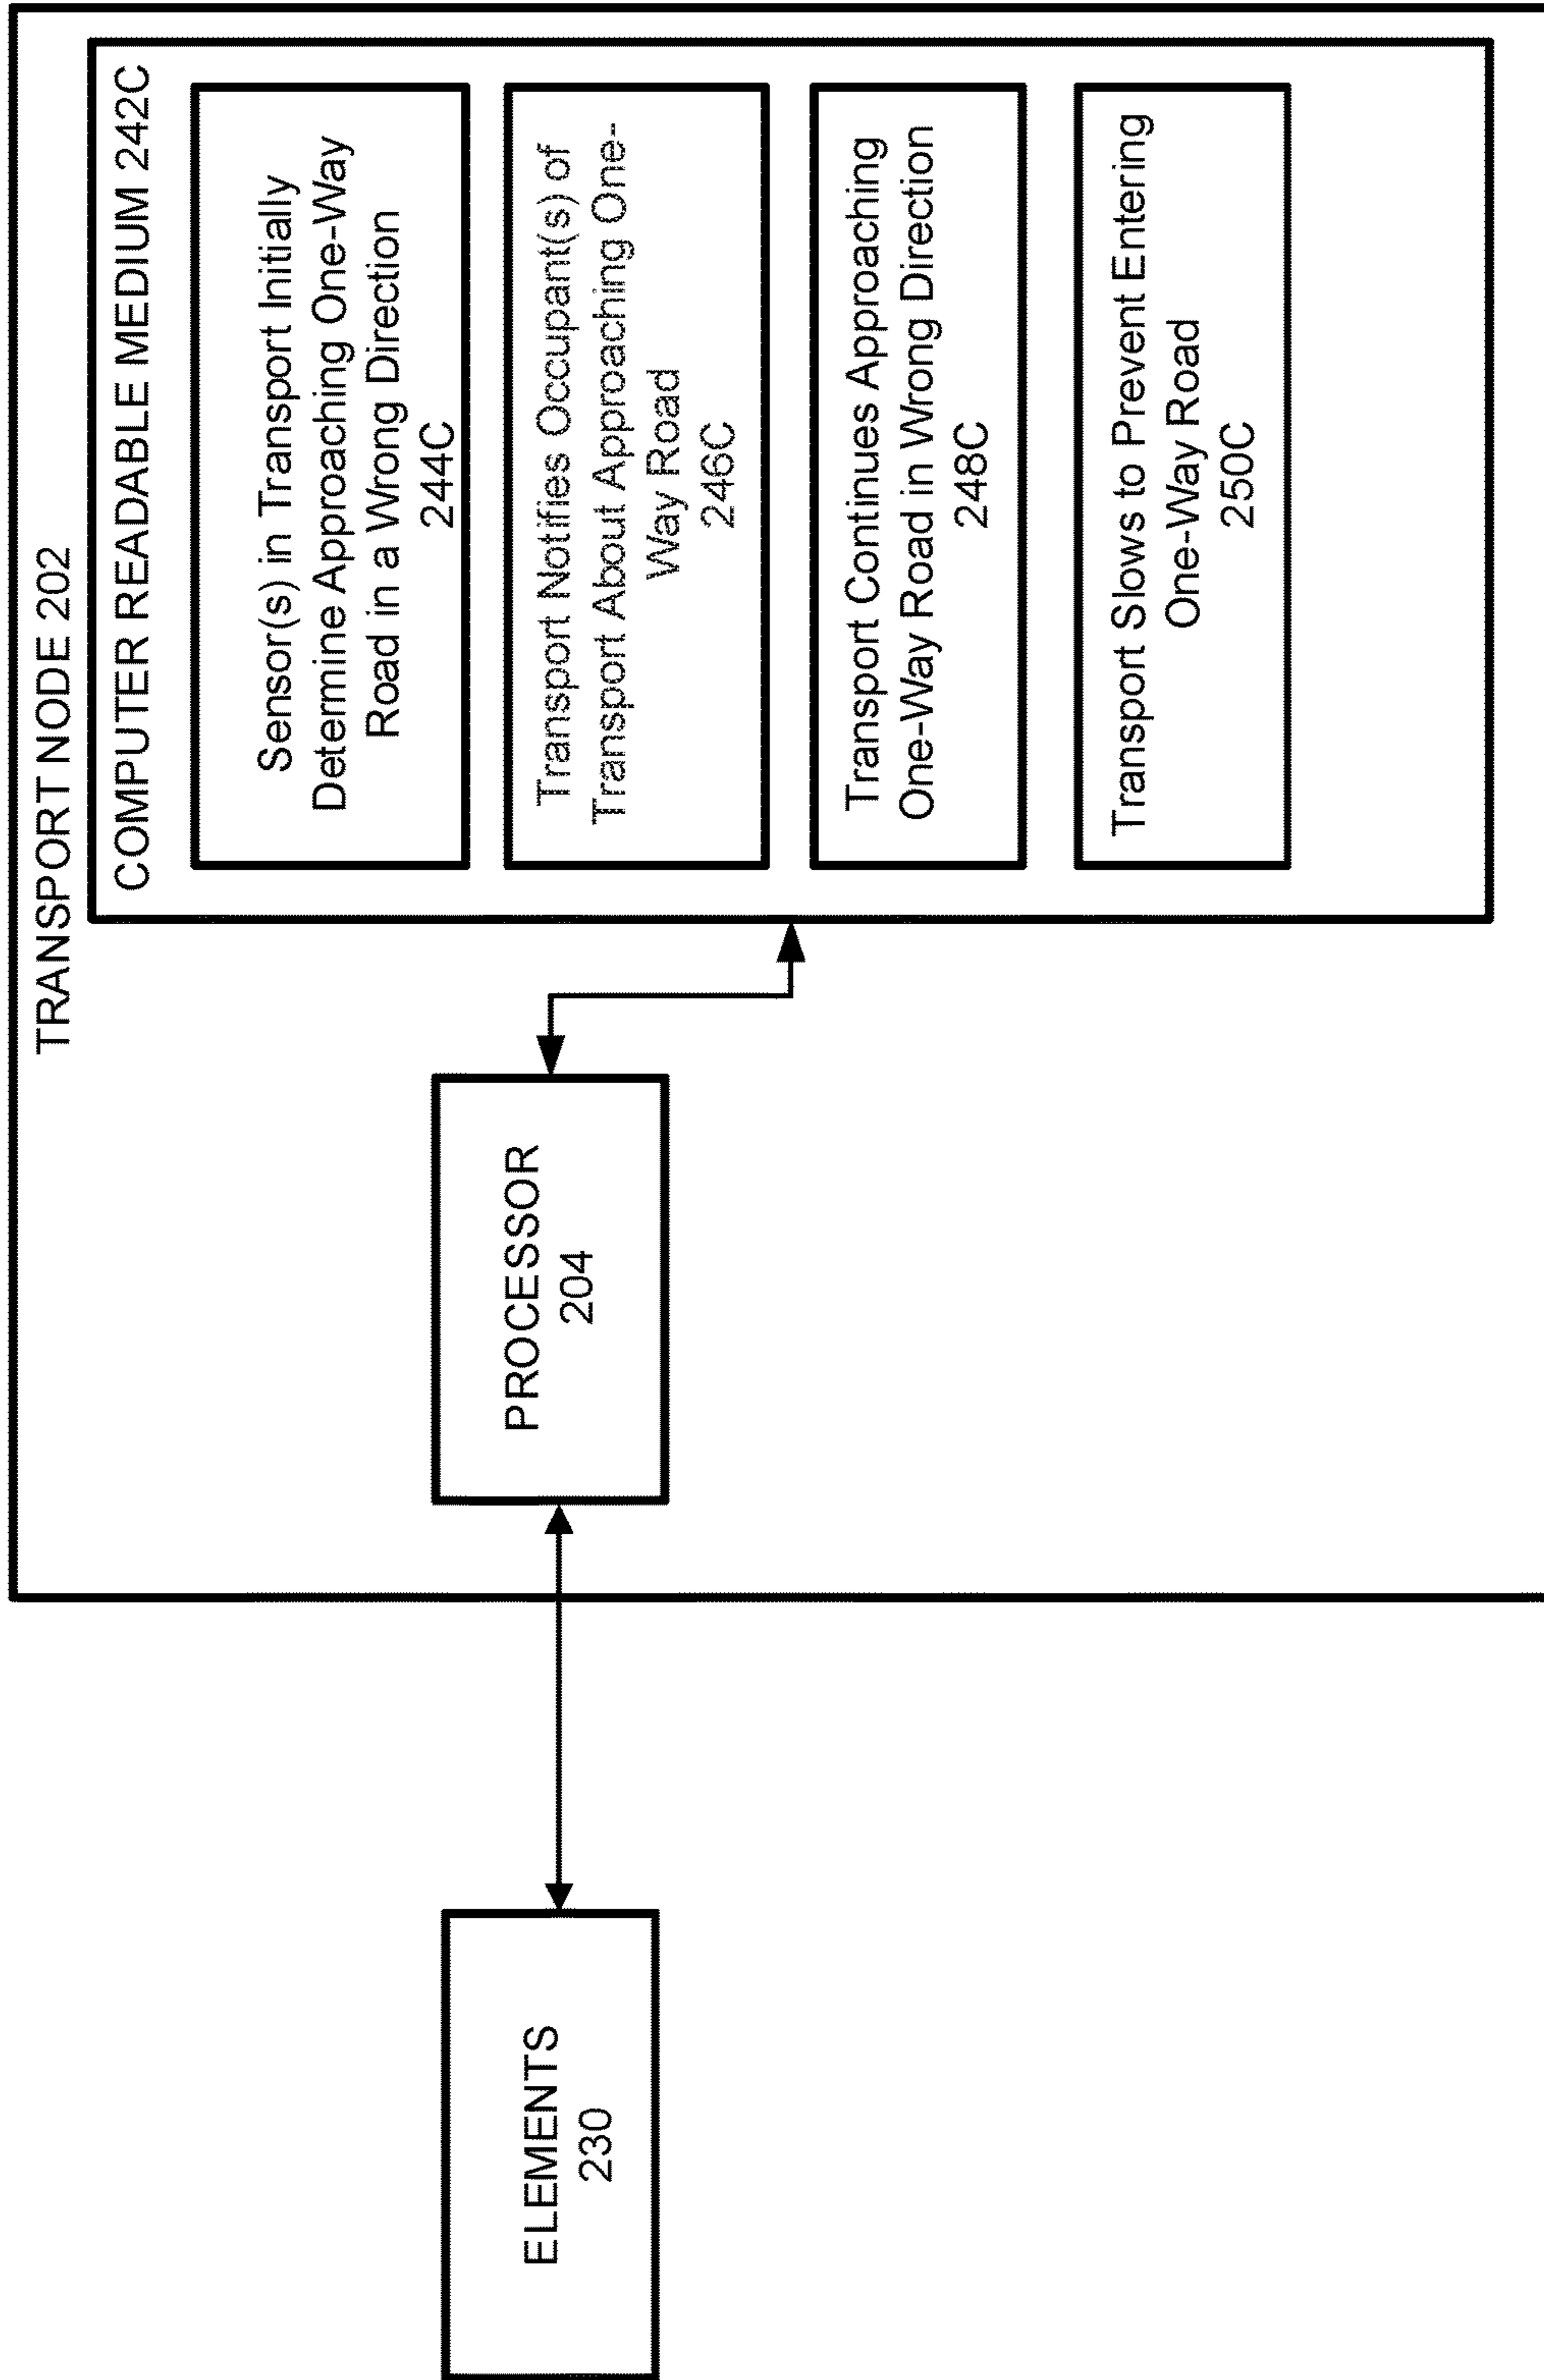 TRANSPORT NODE 202
COMPUTER READABLE MEDIUM 242C
Sensor(s) in Transport Initially
Determine Approaching One-Way
Road in a Wrong Direction
244C
Transport Notifies Occupant(s) of
Transport About Approaching One-
Way Road
246C
Transport Continues Approaching
One-Way Road in Wrong Direction
248C
Transport Slows to Prevent Entering
One-Way Road
250C
PROCESSOR
204
ELEMENTS
230